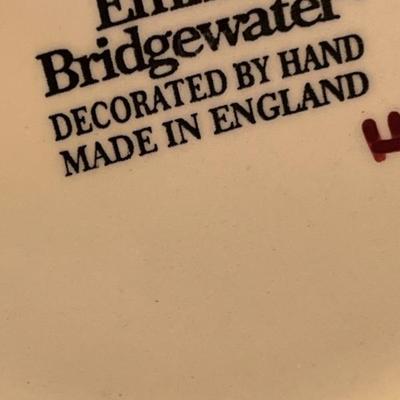 Bridgewater
DECORATED BY HAND
MADE IN ENGLAND